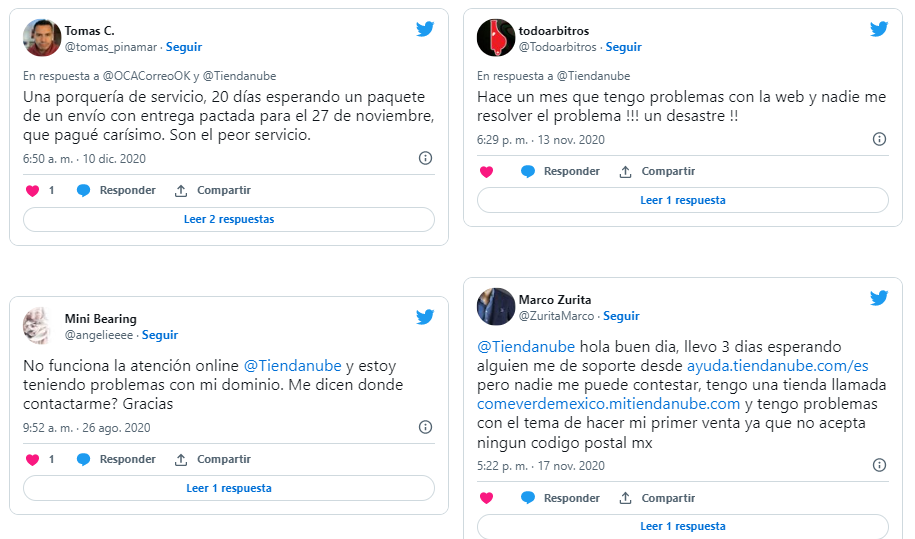 Tomas C.
@tomas_pinamar · Seguir
En respuesta a @OCACorreoOK y @Tiendanube
Una porquería de servicio, 20 días esperando un paquete
de un envío con entrega pactada para el 27 de noviembre,
que pagué carísimo. Son el peor servicio.
6:50 a. m. · 10 dic. 2020
1 Responder Compartir
Leer 2 respuestas
todoarbitros
@Todoarbitros · Seguir
En respuesta a @Tiendanube
Hace un mes que tengo problemas con la web y nadie me
resolver el problema !!! un desastre !!
6:29 p. m. · 13 nov. 2020
Responder Compartir
Leer 1 respuesta
Mini Bearing
@angelieeee · Seguir
No funciona la atención online @Tiendanube y estoy
teniendo problemas con mi dominio. Me dicen donde
contactarme? Gracias
9:52 a. m. · 26 ago. 2020
1 Responder Compartir
Leer 1 respuesta
Marco Zurita
@ZuritaMarco · Seguir
@Tiendanube hola buen dia, llevo 3 dias esperando
alguien me de soporte desde ayuda.tiendanube.com/es
pero nadie me puede contestar, tengo una tienda llamada
comeverdemexico.mitiendanube.com y tengo problemas
con el tema de hacer mi primer venta ya que no acepta
ningun codigo postal mx
5:22 p. m. · 17 nov. 2020
Responder Compartir
Leer 1 respuesta